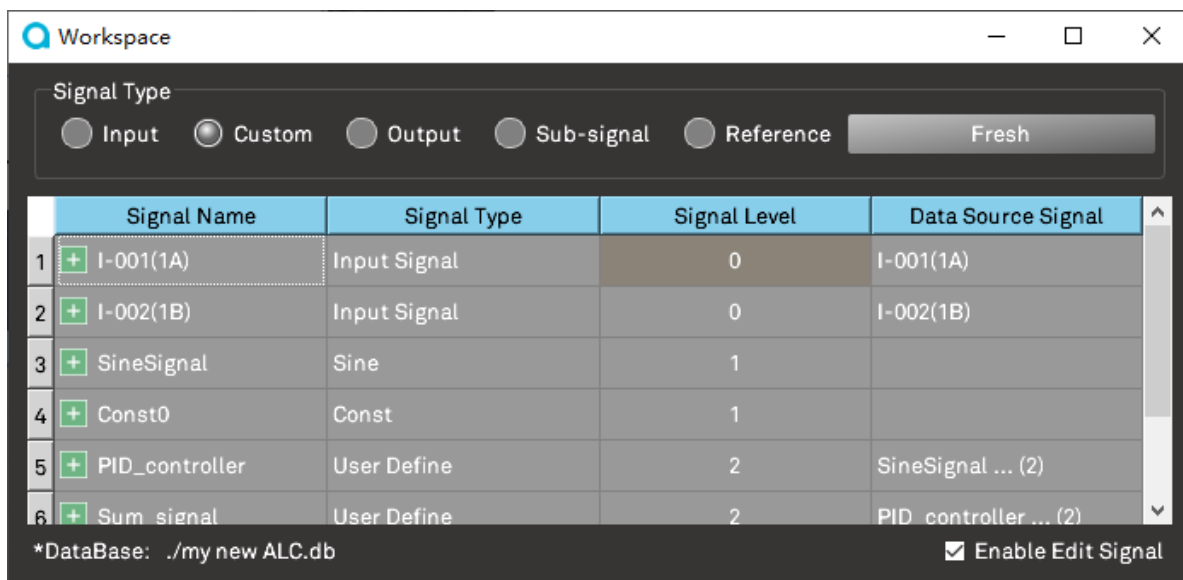 Workspace
Signal Type
Input Custom Output Sub-signal Reference Fresh
Signal Name Signal Type Signal Level Data Source Signal
1 I-001(1A) Input Signal 0 I-001(1A)
2 I-002(1B) Input Signal 0 I-002(1B)
3 SineSignal Sine 1
4 Const0 Const 1
5 PID_controller User Define 2 SineSignal ... (2)
6 Sum_signal User Define 2 PID_controller ... (2)
*DataBase: ./my new ALC.db Enable Edit Signal